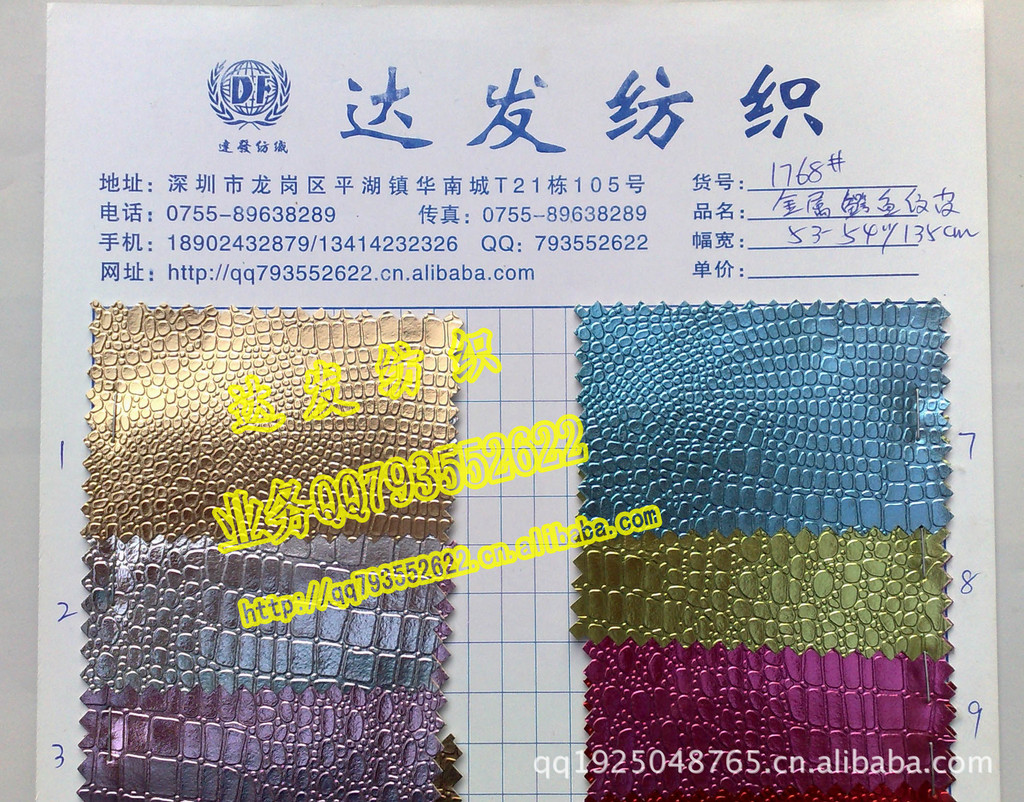 DF
達發纺織
达发纺织
地址：深圳市龙岗区平湖镇华南城T21栋105号
电话：0755-89638289 传真：0755-89638289
手机：18902432879/13414232326 QQ：793552622
网址：http://qq793552622.cn.alibaba.com
货号：1768#
品名：金属鳄鱼纹皮
幅宽：53-54"/135cm
单价：
达发纺织
业务QQ793552622
http://qq793552622.cn.alibaba.com
1
2
3
7
8
9
qq1925048765.cn.alibaba.com